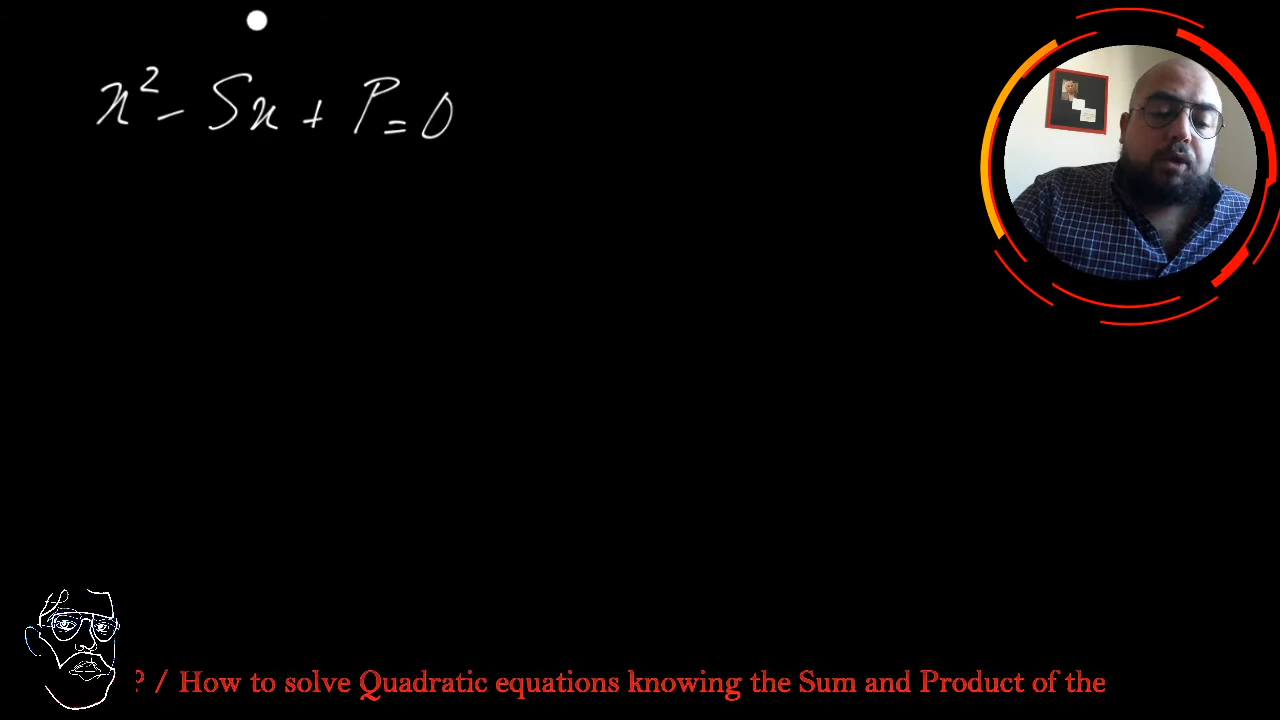 x² - Sx + P = 0
? / How to solve Quadratic equations knowing the Sum and Product of the